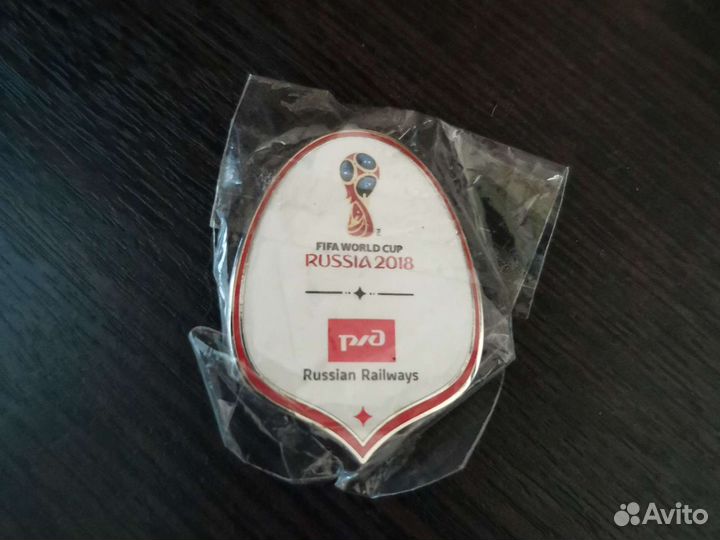 FIFA WORLD CUP
RUSSIA 2018
ржд
Russian Railways
Avito